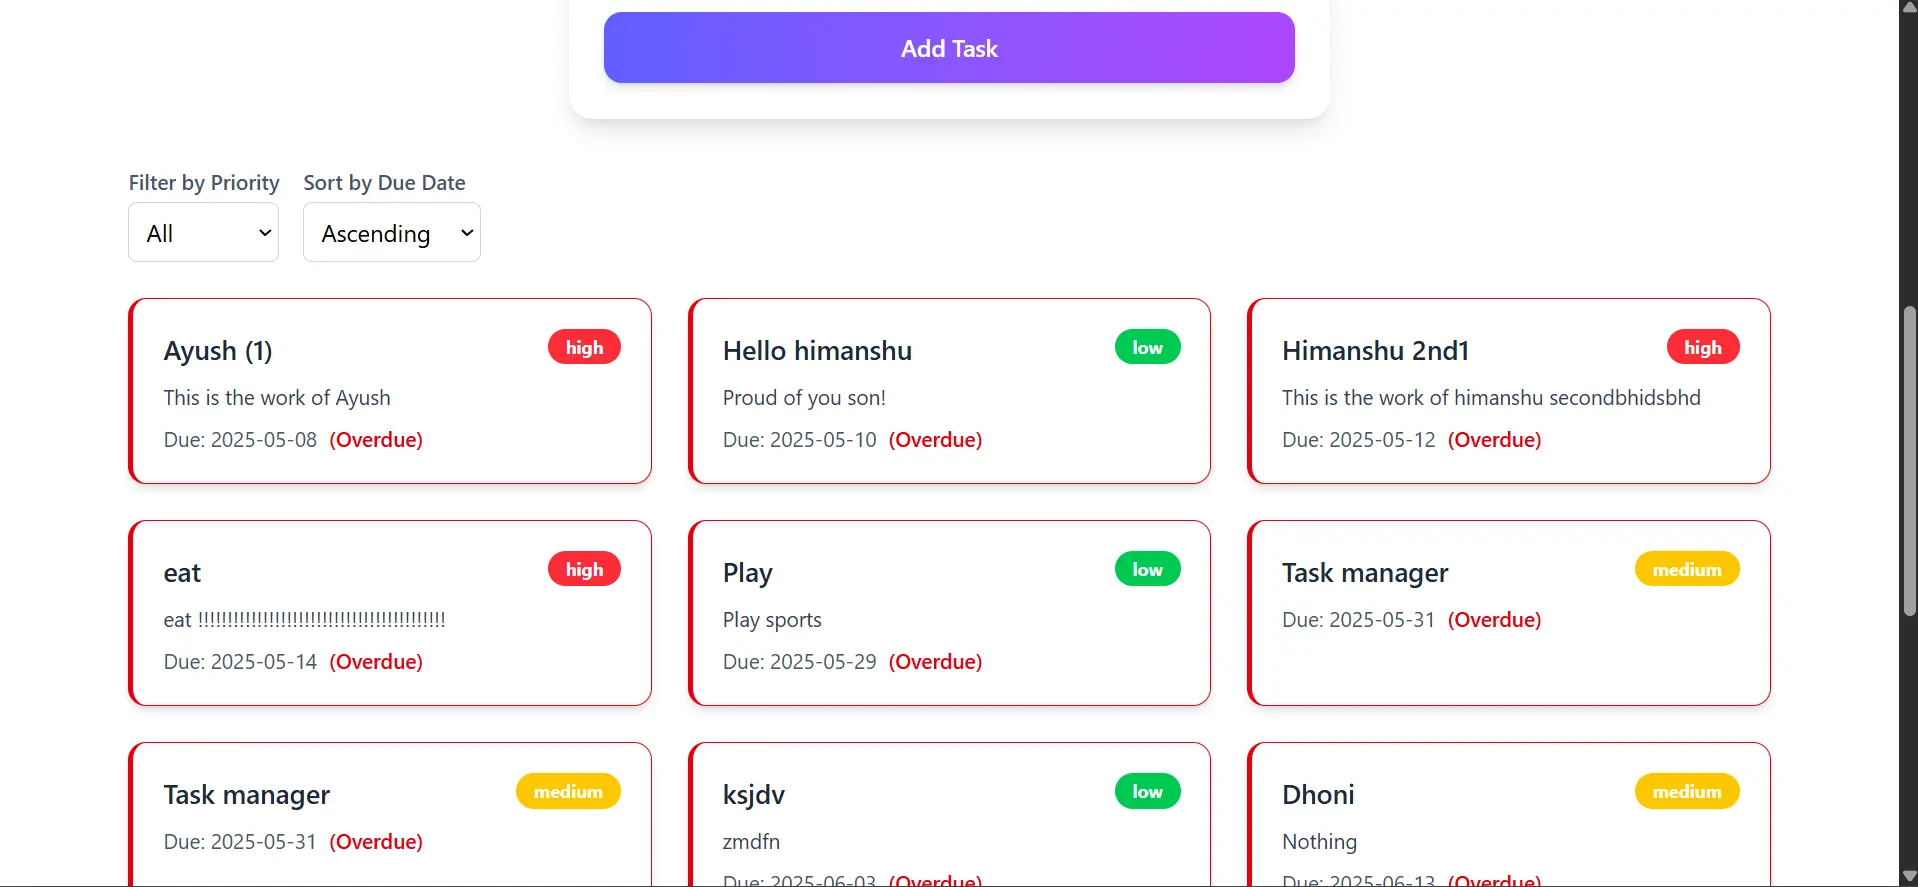 Add Task
Filter by Priority
Sort by Due Date
All
Ascending
Ayush (1)
high
This is the work of Ayush
Due: 2025-05-08 (Overdue)
Hello himanshu
low
Proud of you son!
Due: 2025-05-10 (Overdue)
Himanshu 2nd1
high
This is the work of himanshu secondbhidsbhd
Due: 2025-05-12 (Overdue)
eat
high
eat !!!!!!!!!!!!!!!!!!!!!!!!!!!!!!!!!!!!!!!!!!
Due: 2025-05-14 (Overdue)
Play
low
Play sports
Due: 2025-05-29 (Overdue)
Task manager
medium
Due: 2025-05-31 (Overdue)
Task manager
medium
Due: 2025-05-31 (Overdue)
ksjdv
low
zmdfn
Due: 2025-06-03 (Overdue)
Dhoni
medium
Nothing
Due: 2025-06-13 (Overdue)